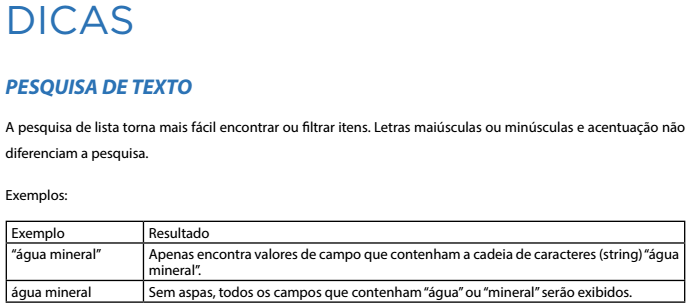 DICAS
PESQUISA DE TEXTO
A pesquisa de lista torna mais fácil encontrar ou filtrar itens. Letras maiúsculas ou minúsculas e acentuação não
diferenciam a pesquisa.
Exemplos:
Exemplo Resultado
“água mineral” Apenas encontra valores de campo que contenham a cadeia de caracteres (string) “água
mineral”.
água mineral Sem aspas, todos os campos que contenham “água” ou “mineral” serão exibidos.